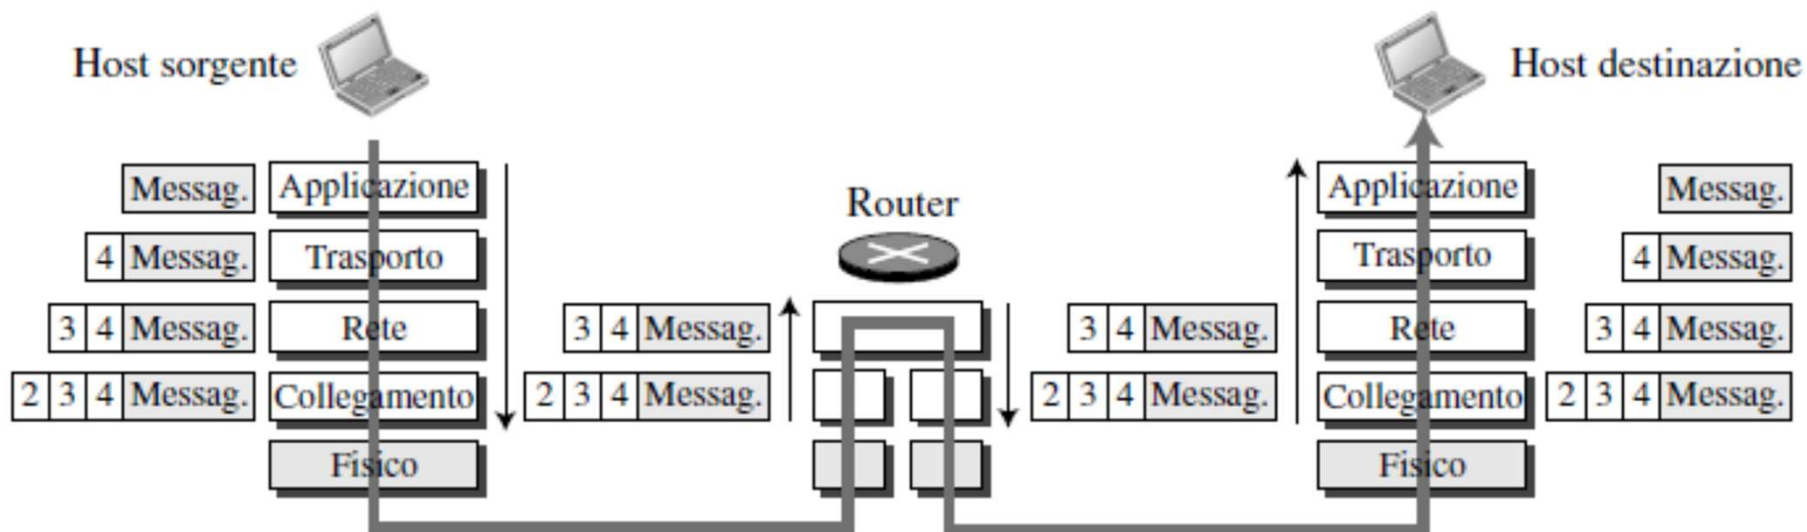 Host sorgente
Host destinazione
Messag. Applicazione
Applicazione Messag.
Router
4 Messag. Trasporto
Trasporto 4 Messag.
3 4 Messag. Rete 3 4 Messag.
3 4 Messag. Rete 3 4 Messag.
2 3 4 Messag. Collegamento 2 3 4 Messag.
2 3 4 Messag. Collegamento 2 3 4 Messag.
Fisico
Fisico